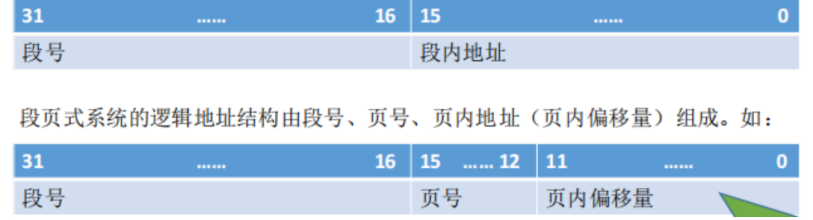 31 …… 16 15 …… 0
段号 段内地址
段页式系统的逻辑地址结构由段号、页号、页内地址（页内偏移量）组成。如：
31 …… 16 15 …… 12 11 …… 0
段号 页号 页内偏移量